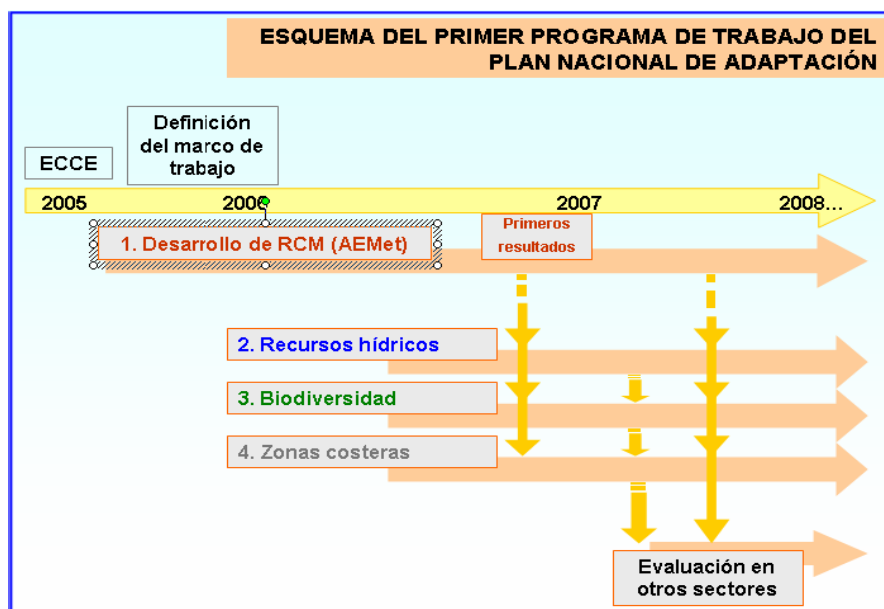 ESQUEMA DEL PRIMER PROGRAMA DE TRABAJO DEL
PLAN NACIONAL DE ADAPTACIÓN
Definición
del marco de
trabajo
ECCE
2005
2006
2007
2008...
1. Desarrollo de RCM (AEMet)
Primeros
resultados
2. Recursos hídricos
3. Biodiversidad
4. Zonas costeras
Evaluación en
otros sectores